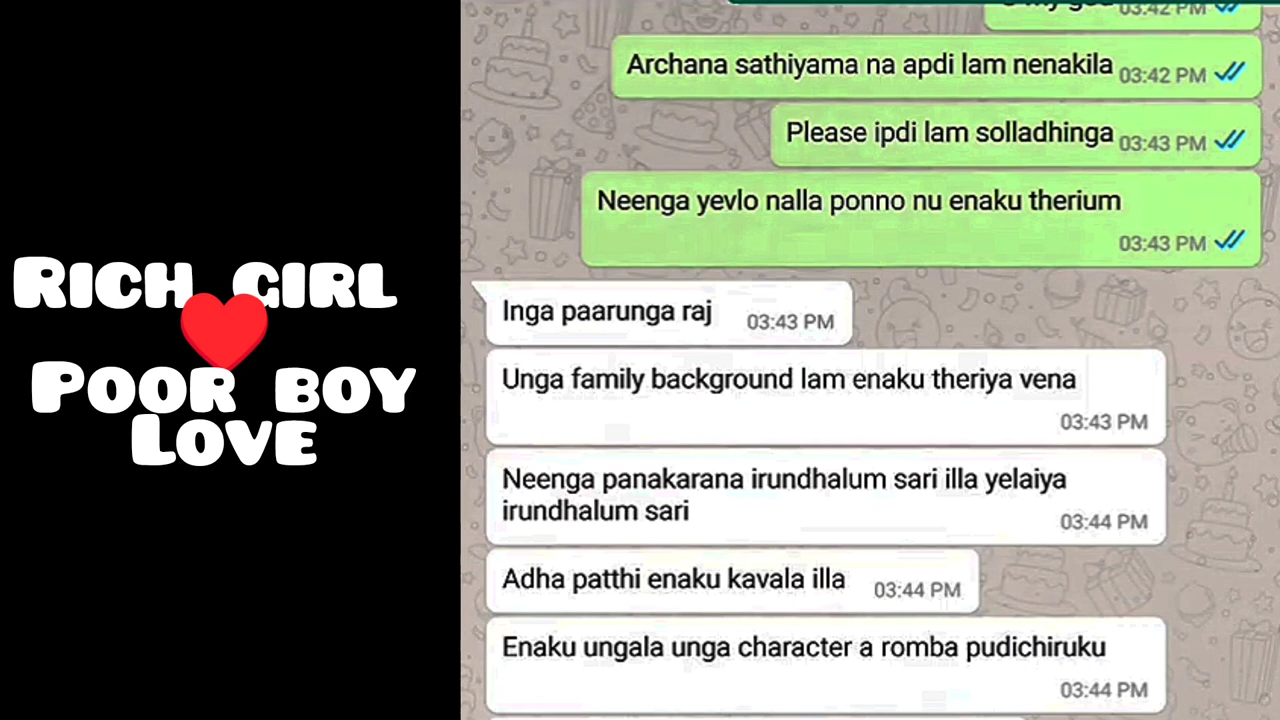 RICH GIRL
POOR BOY
LOVE
03:42 PM
Archana sathiyama na apdi lam nenakila 03:42 PM
Please ipdi lam solladhinga 03:43 PM
Neenga yevlo nalla ponno nu enaku therium
03:43 PM
Inga paarunga raj 03:43 PM
Unga family background lam enaku theriya vena
03:43 PM
Neenga panakarana irundhalum sari illa yelaiya
irundhalum sari
03:44 PM
Adha patthi enaku kavala illa 03:44 PM
Enaku ungala unga character a romba pudichiruku
03:44 PM